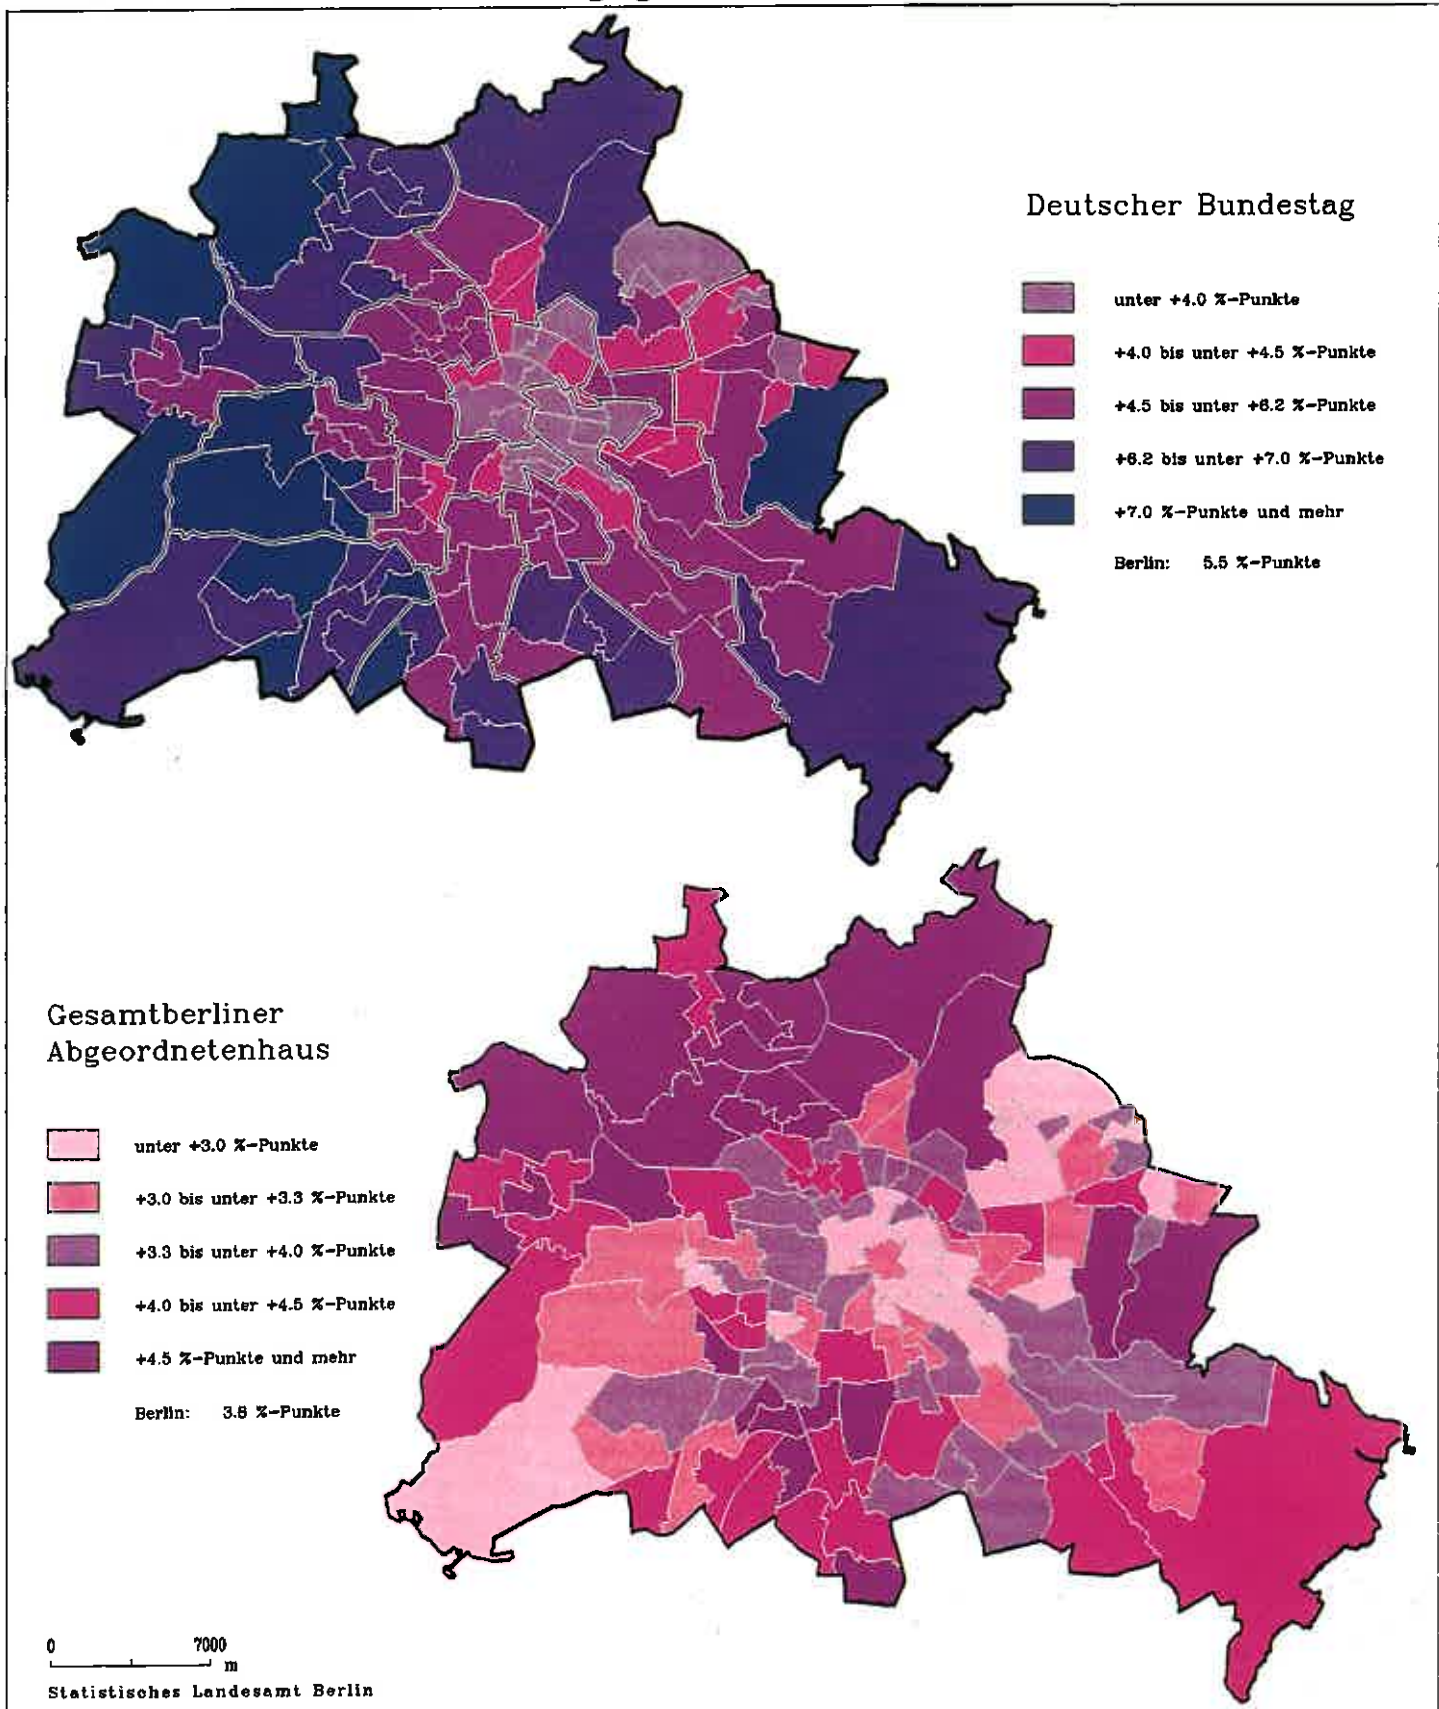 Deutscher Bundestag
unter +4.0 %-Punkte
+4.0 bis unter +4.5 %-Punkte
+4.5 bis unter +6.2 %-Punkte
+6.2 bis unter +7.0 %-Punkte
+7.0 %-Punkte und mehr
Berlin: 5.5 %-Punkte
Gesamtberliner
Abgeordnetenhaus
unter +3.0 %-Punkte
+3.0 bis unter +3.3 %-Punkte
+3.3 bis unter +4.0 %-Punkte
+4.0 bis unter +4.5 %-Punkte
+4.5 %-Punkte und mehr
Berlin: 3.8 %-Punkte
0 7000
m
Statistisches Landesamt Berlin